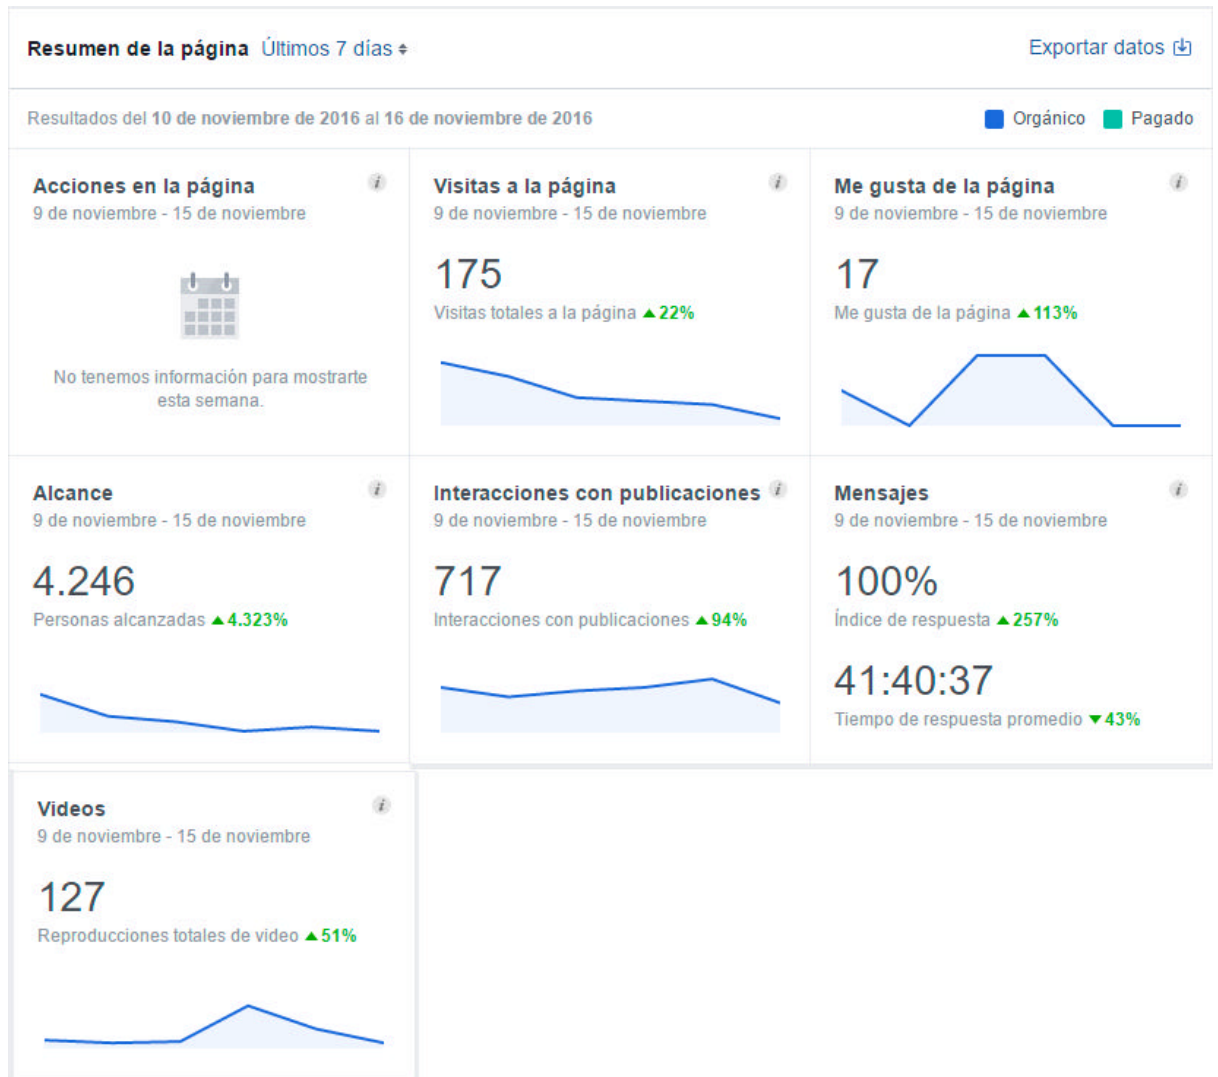 Resumen de la página Últimos 7 días
Exportar datos
Resultados del 10 de noviembre de 2016 al 16 de noviembre de 2016
Orgánico Pagado
Acciones en la página
9 de noviembre - 15 de noviembre
No tenemos información para mostrarte
esta semana.
Visitas a la página
9 de noviembre - 15 de noviembre
175
Visitas totales a la página ▲22%
Me gusta de la página
9 de noviembre - 15 de noviembre
17
Me gusta de la página ▲113%
Alcance
9 de noviembre - 15 de noviembre
4.246
Personas alcanzadas ▲4.323%
Interacciones con publicaciones
9 de noviembre - 15 de noviembre
717
Interacciones con publicaciones ▲94%
Mensajes
9 de noviembre - 15 de noviembre
100%
Índice de respuesta ▲257%
41:40:37
Tiempo de respuesta promedio ▼43%
Videos
9 de noviembre - 15 de noviembre
127
Reproducciones totales de video ▲51%